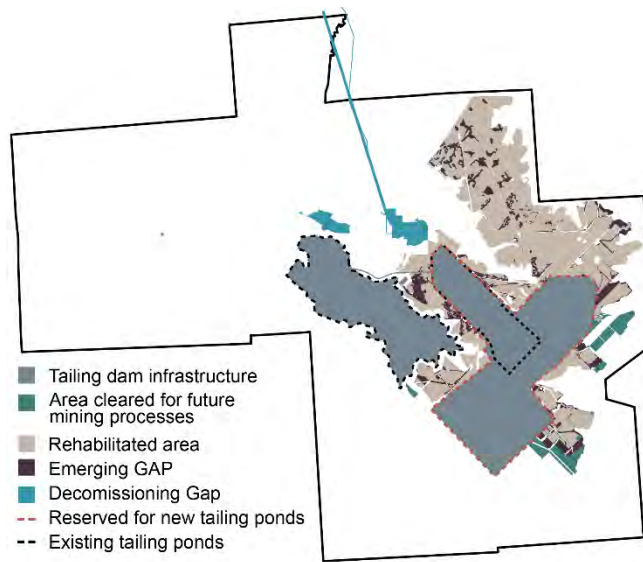 Tailing dam infrastructure
Area cleared for future
mining processes
Rehabilitated area
Emerging GAP
Decomissioning Gap
Reserved for new tailing ponds
Existing tailing ponds